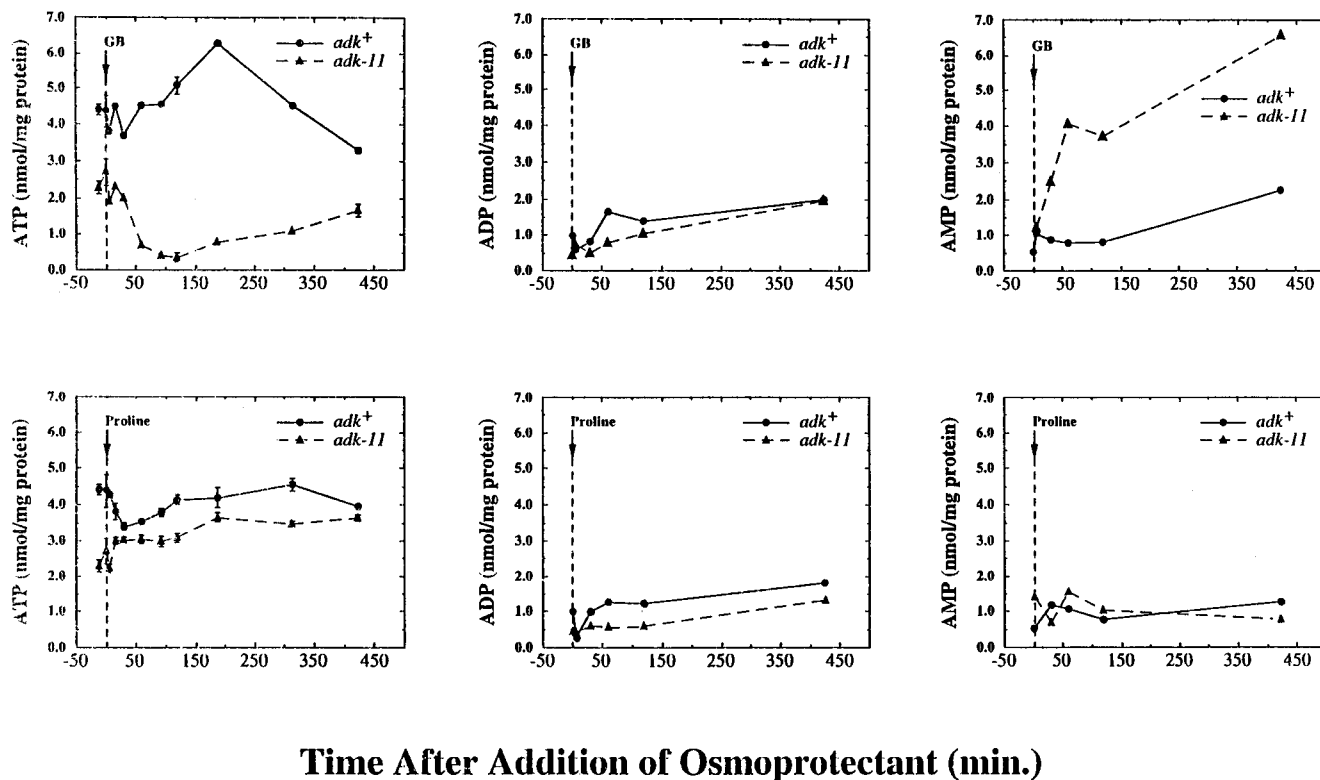 7.0 6.0 5.0 4.0 3.0 2.0 1.0 0.0
ATP (nmol/mg protein)
GB
adk+
adk-11
-50 50 150 250 350 450
7.0 6.0 5.0 4.0 3.0 2.0 1.0 0.0
ADP (nmol/mg protein)
GB
adk+
adk-11
-50 50 150 250 350 450
7.0 6.0 5.0 4.0 3.0 2.0 1.0 0.0
AMP (nmol/mg protein)
GB
adk+
adk-11
-50 50 150 250 350 450
7.0 6.0 5.0 4.0 3.0 2.0 1.0 0.0
ATP (nmol/mg protein)
Proline
adk+
adk-11
-50 50 150 250 350 450
7.0 6.0 5.0 4.0 3.0 2.0 1.0 0.0
ADP (nmol/mg protein)
Proline
adk+
adk-11
-50 50 150 250 350 450
7.0 6.0 5.0 4.0 3.0 2.0 1.0 0.0
AMP (nmol/mg protein)
Proline
adk+
adk-11
-50 50 150 250 350 450
Time After Addition of Osmoprotectant (min.)